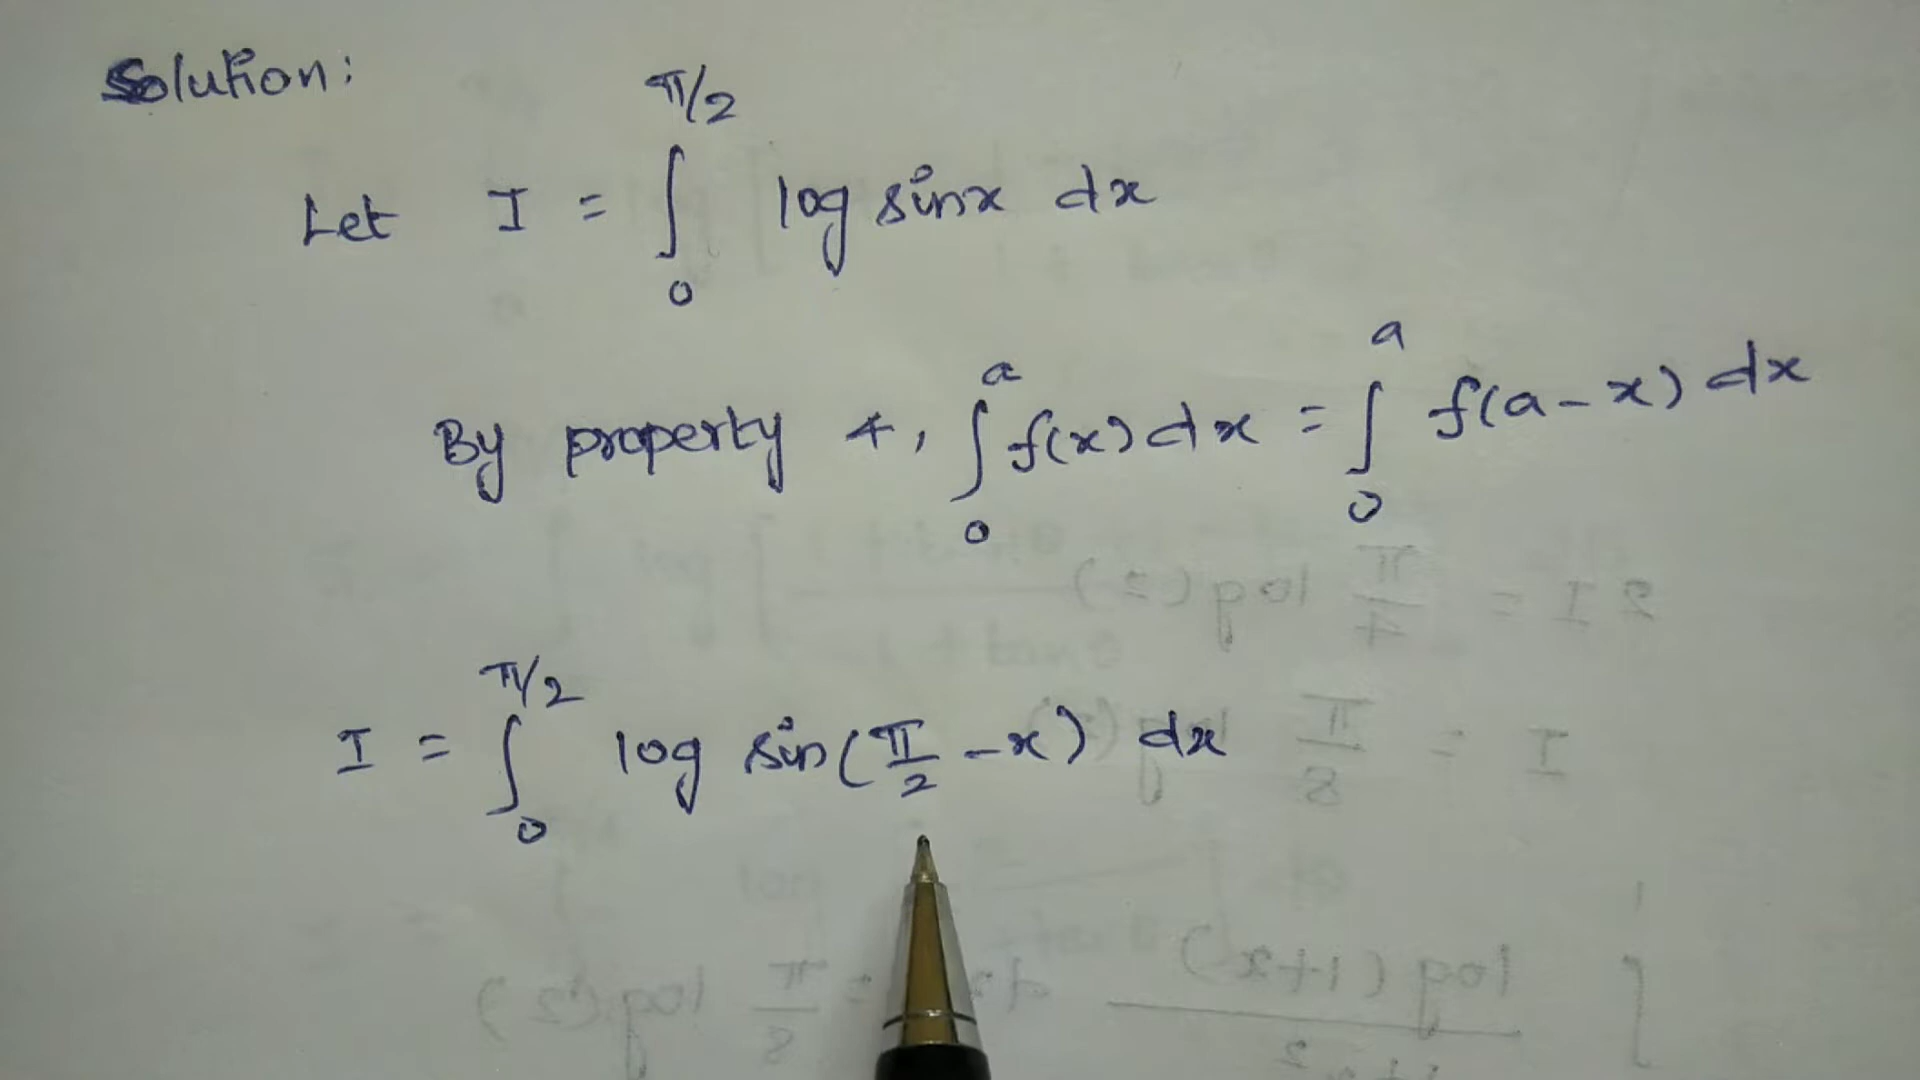 Solution:
Let I = ∫₀^{π/2} log sinx dx
By property 4, ∫₀^a f(x) dx = ∫₀^a f(a-x) dx
I = ∫₀^{π/2} log sin(π/2 - x) dx